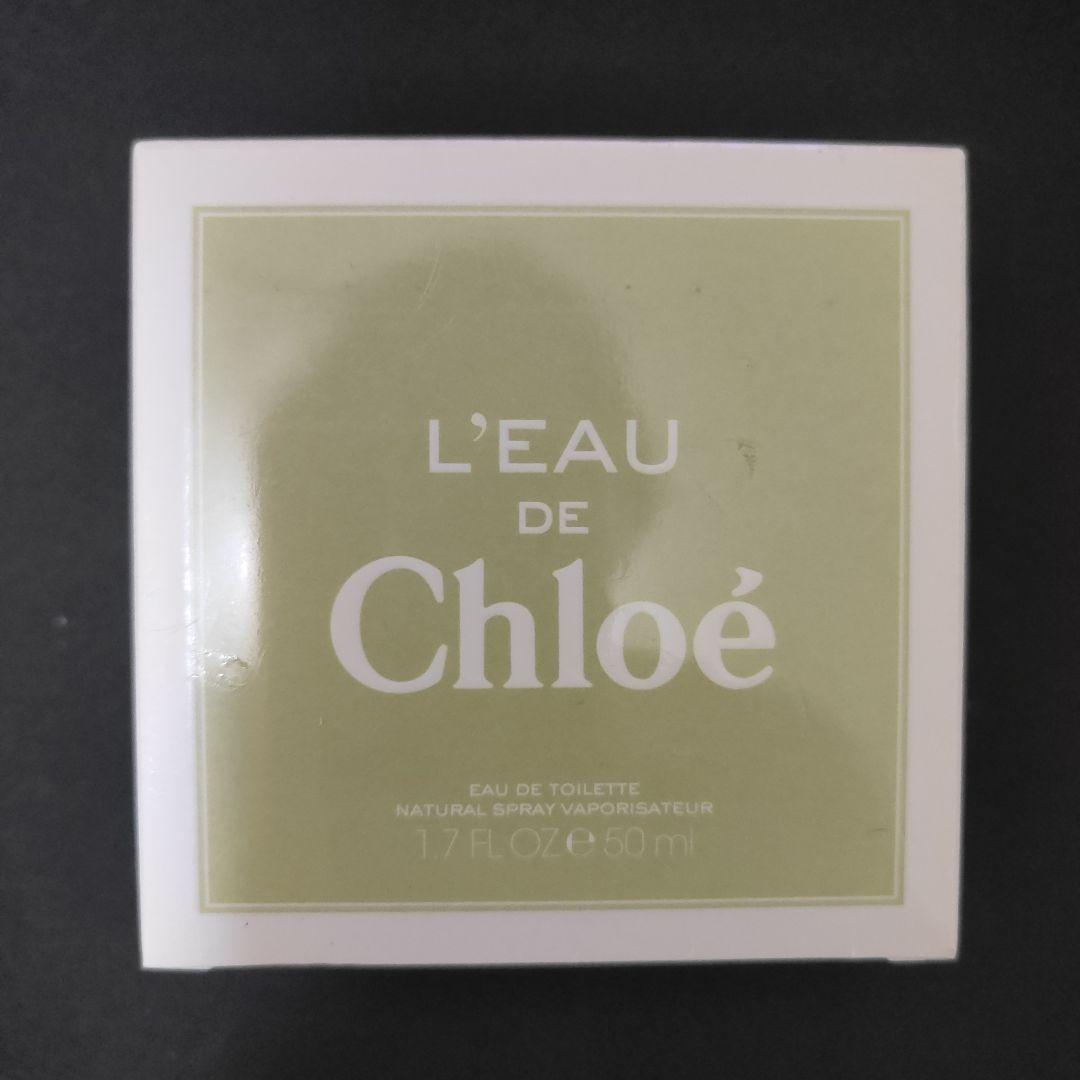 L'EAU
DE
Chloé
EAU DE TOILETTE
NATURAL SPRAY VAPORISATEUR
1.7 FL OZ ℮ 50 ml